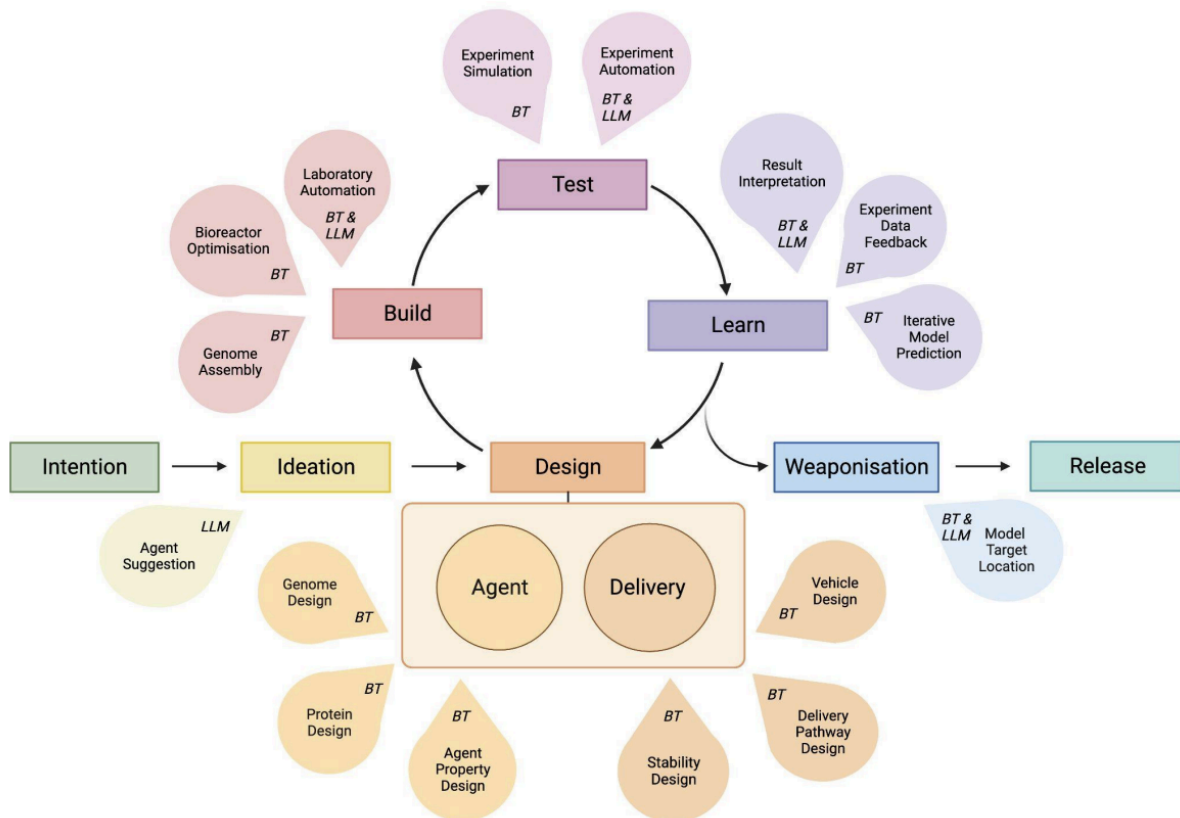 Experiment
Simulation
BT
Experiment
Automation
BT &
LLM
Test
Laboratory
Automation
BT &
LLM
Bioreactor
Optimisation
BT
Genome
Assembly
BT
Build
Result
Interpretation
BT &
LLM
Experiment
Data
Feedback
BT
BT
Iterative
Model
Prediction
Learn
Intention
Ideation
Design
Weaponisation
Release
LLM
Agent
Suggestion
BT &
LLM
Model
Target
Location
Agent
Delivery
Genome
Design
BT
Protein
Design
BT
BT
Agent
Property
Design
BT
Stability
Design
Vehicle
Design
BT
BT
Delivery
Pathway
Design